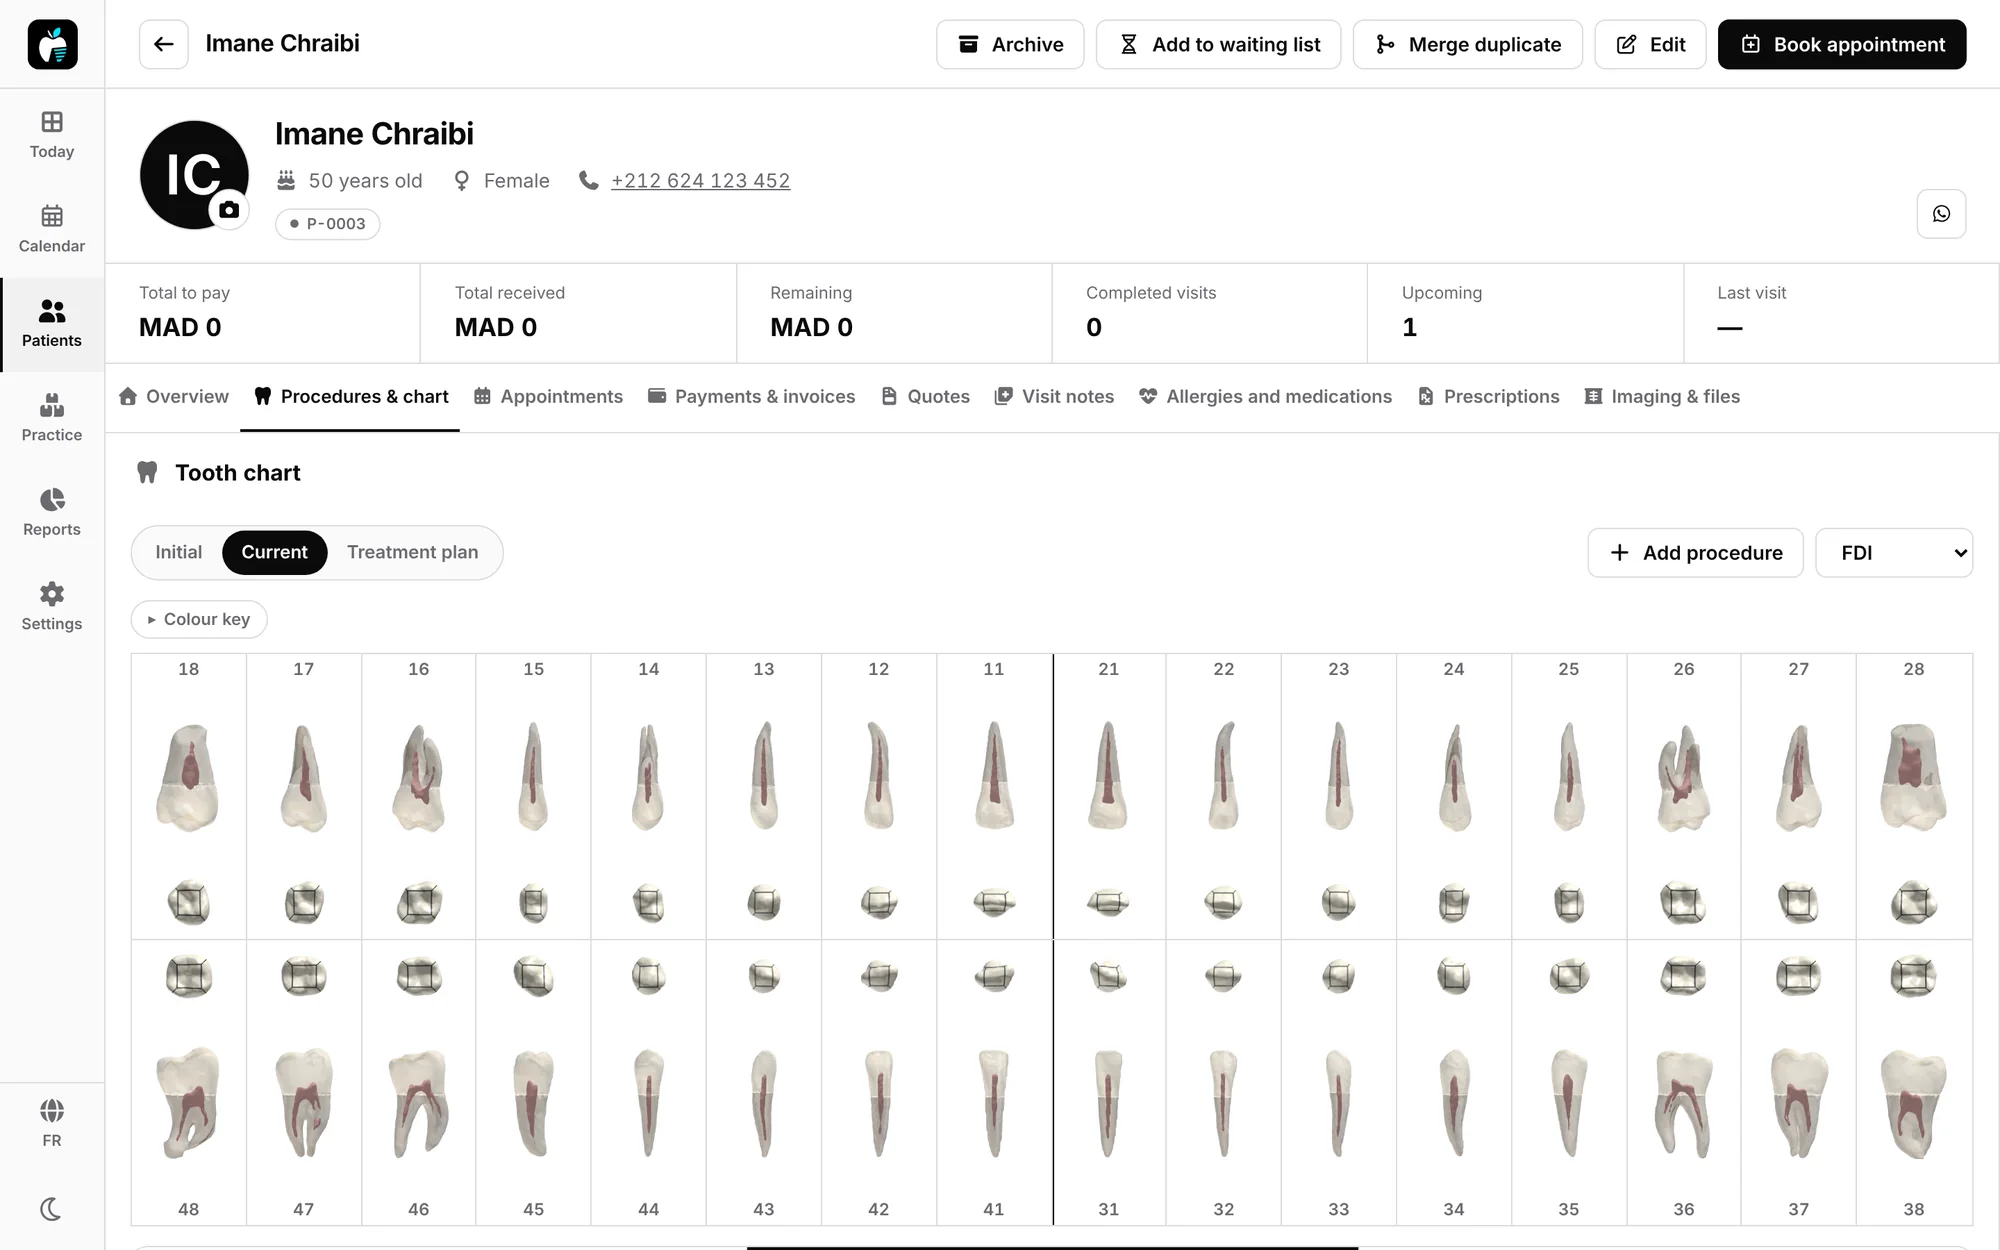 Imane Chraibi
Archive
Add to waiting list
Merge duplicate
Edit
Book appointment
Today
Calendar
Patients
Practice
Reports
Settings
FR
IC
Imane Chraibi
50 years old
Female
+212 624 123 452
P-0003
Total to pay
MAD 0
Total received
MAD 0
Remaining
MAD 0
Completed visits
0
Upcoming
1
Last visit
—
Overview
Procedures & chart
Appointments
Payments & invoices
Quotes
Visit notes
Allergies and medications
Prescriptions
Imaging & files
Tooth chart
Initial
Current
Treatment plan
Add procedure
FDI
Colour key
18 17 16 15 14 13 12 11 21 22 23 24 25 26 27 28
48 47 46 45 44 43 42 41 31 32 33 34 35 36 37 38